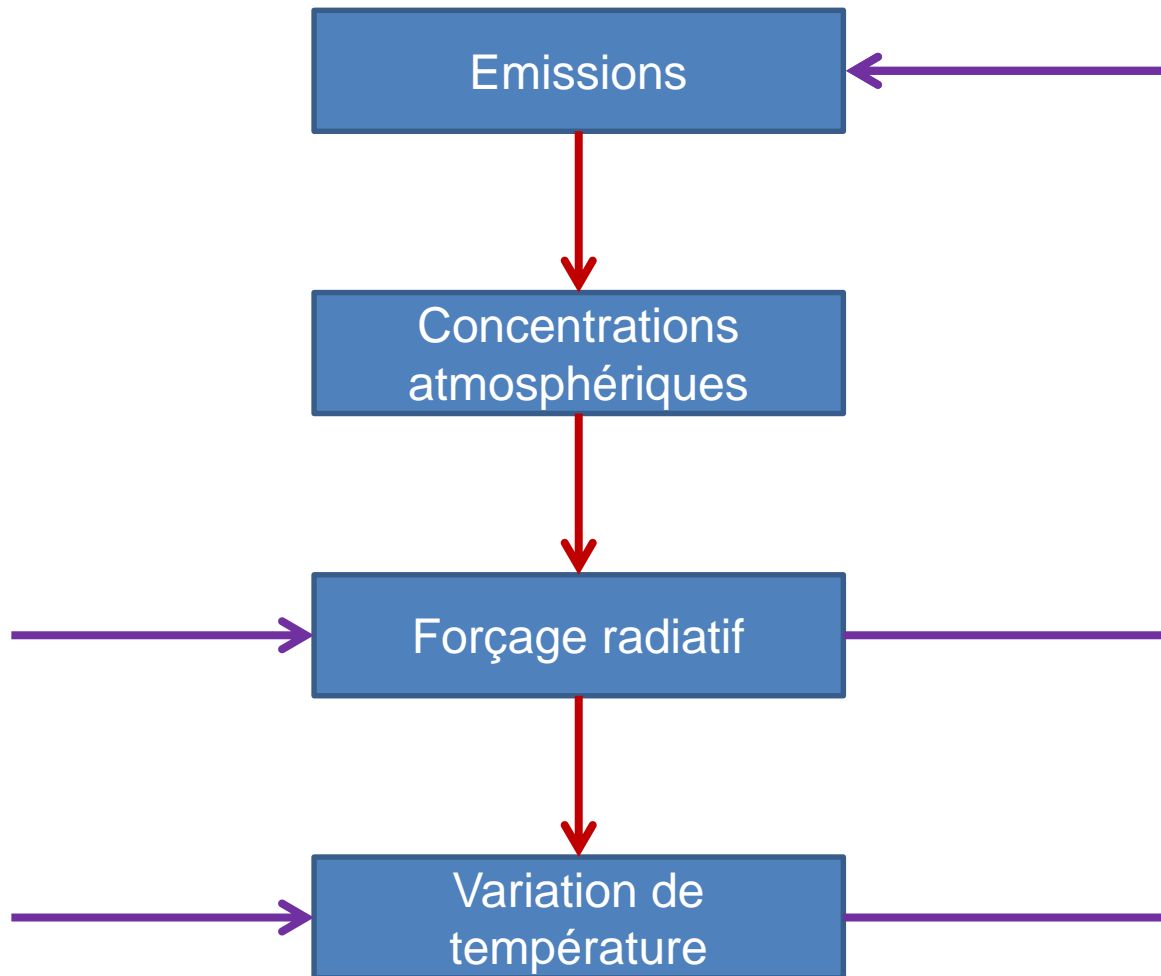 Emissions
Concentrations
atmosphériques
Forçage radiatif
Variation de
température